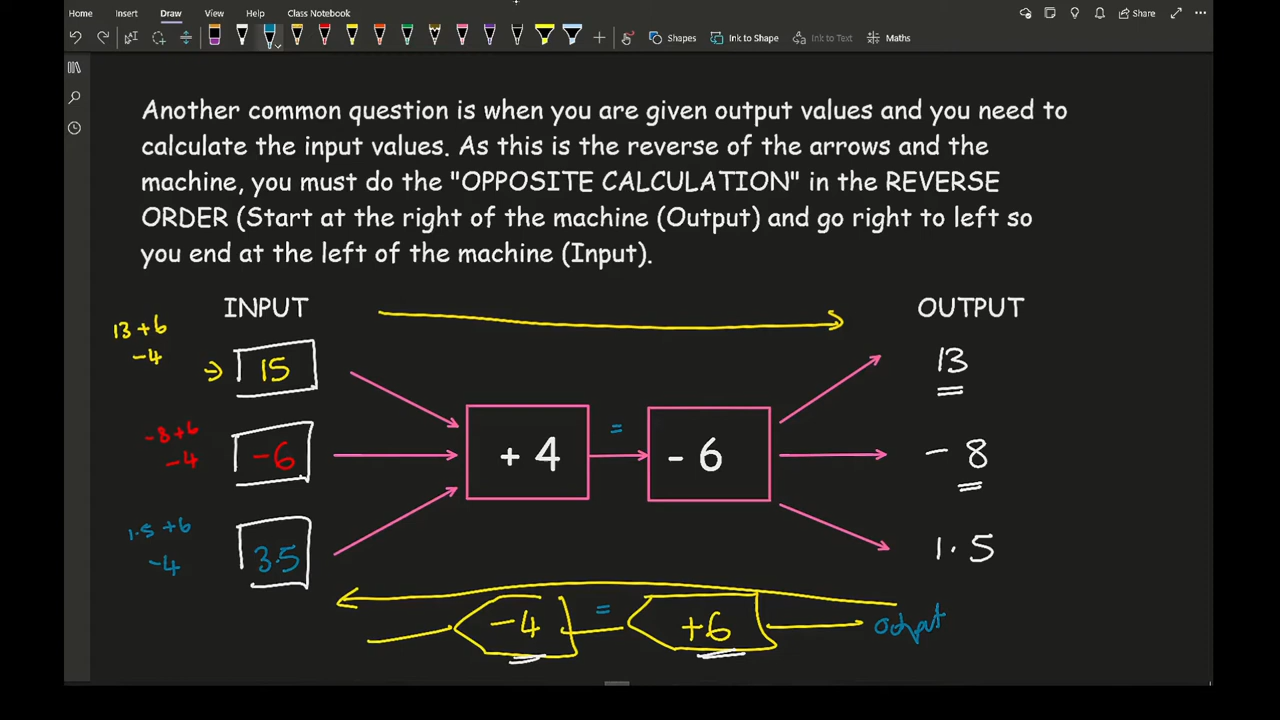 Home Insert Draw View Help Class Notebook Share
Shapes Ink to Shape Ink to Text Maths
Another common question is when you are given output values and you need to
calculate the input values. As this is the reverse of the arrows and the
machine, you must do the "OPPOSITE CALCULATION" in the REVERSE
ORDER (Start at the right of the machine (Output) and go right to left so
you end at the left of the machine (Input).
INPUT OUTPUT
13 +6
-4
15
13
-8+6
-4
-6
+ 4 = - 6
- 8
1.5 +6
-4
3.5
1.5
-4 = +6 output